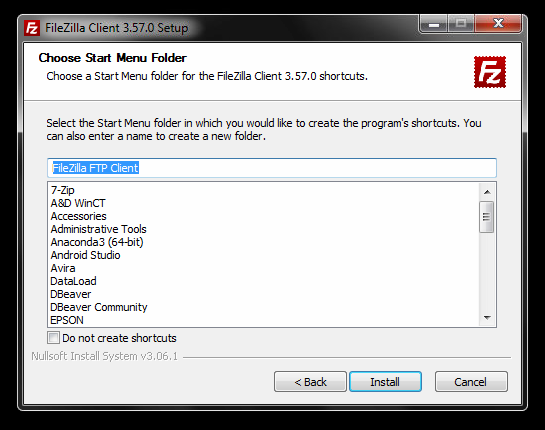 FileZilla Client 3.57.0 Setup
Choose Start Menu Folder
Choose a Start Menu folder for the FileZilla Client 3.57.0 shortcuts.
FZ
Select the Start Menu folder in which you would like to create the program's shortcuts. You
can also enter a name to create a new folder.
FileZilla FTP Client
7-Zip
A&D WinCT
Accessories
Administrative Tools
Anaconda3 (64-bit)
Android Studio
Avira
DataLoad
DBeaver
DBeaver Community
EPSON
Do not create shortcuts
Nullsoft Install System v3.06.1
< Back
Install
Cancel